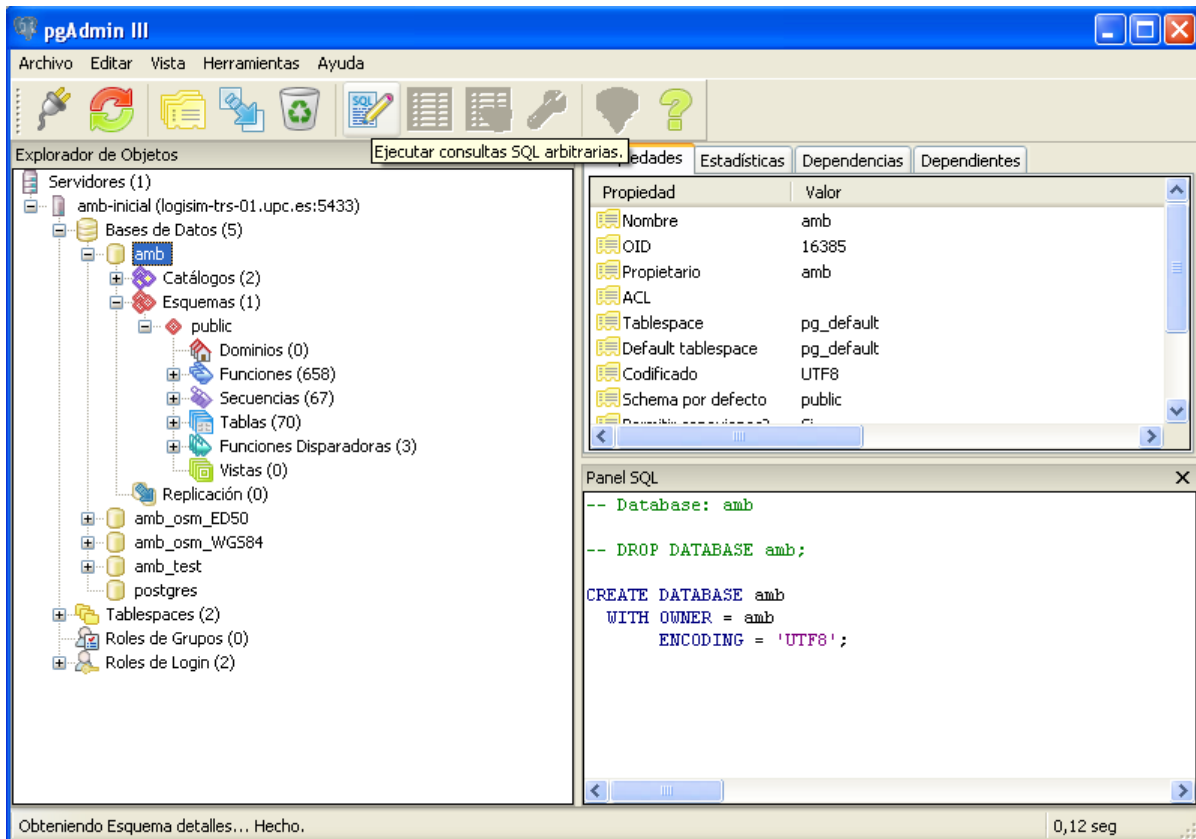 pgAdmin III
Archivo Editar Vista Herramientas Ayuda
SQL
Ejecutar consultas SQL arbitrarias.
Explorador de Objetos
Servidores (1)
amb-inicial (logisim-trs-01.upc.es:5433)
Bases de Datos (5)
amb
Catálogos (2)
Esquemas (1)
public
Dominios (0)
Funciones (658)
Secuencias (67)
Tablas (70)
Funciones Disparadoras (3)
Vistas (0)
Replicación (0)
amb_osm_ED50
amb_osm_WGS84
amb_test
postgres
Tablespaces (2)
Roles de Grupos (0)
Roles de Login (2)
edades Estadísticas Dependencias Dependientes
Propiedad Valor
Nombre amb
OID 16385
Propietario amb
ACL
Tablespace pg_default
Default tablespace pg_default
Codificado UTF8
Schema por defecto public
Panel SQL
-- Database: amb
-- DROP DATABASE amb;
CREATE DATABASE amb
WITH OWNER = amb
ENCODING = 'UTF8';
Obteniendo Esquema detalles... Hecho. 0,12 seg